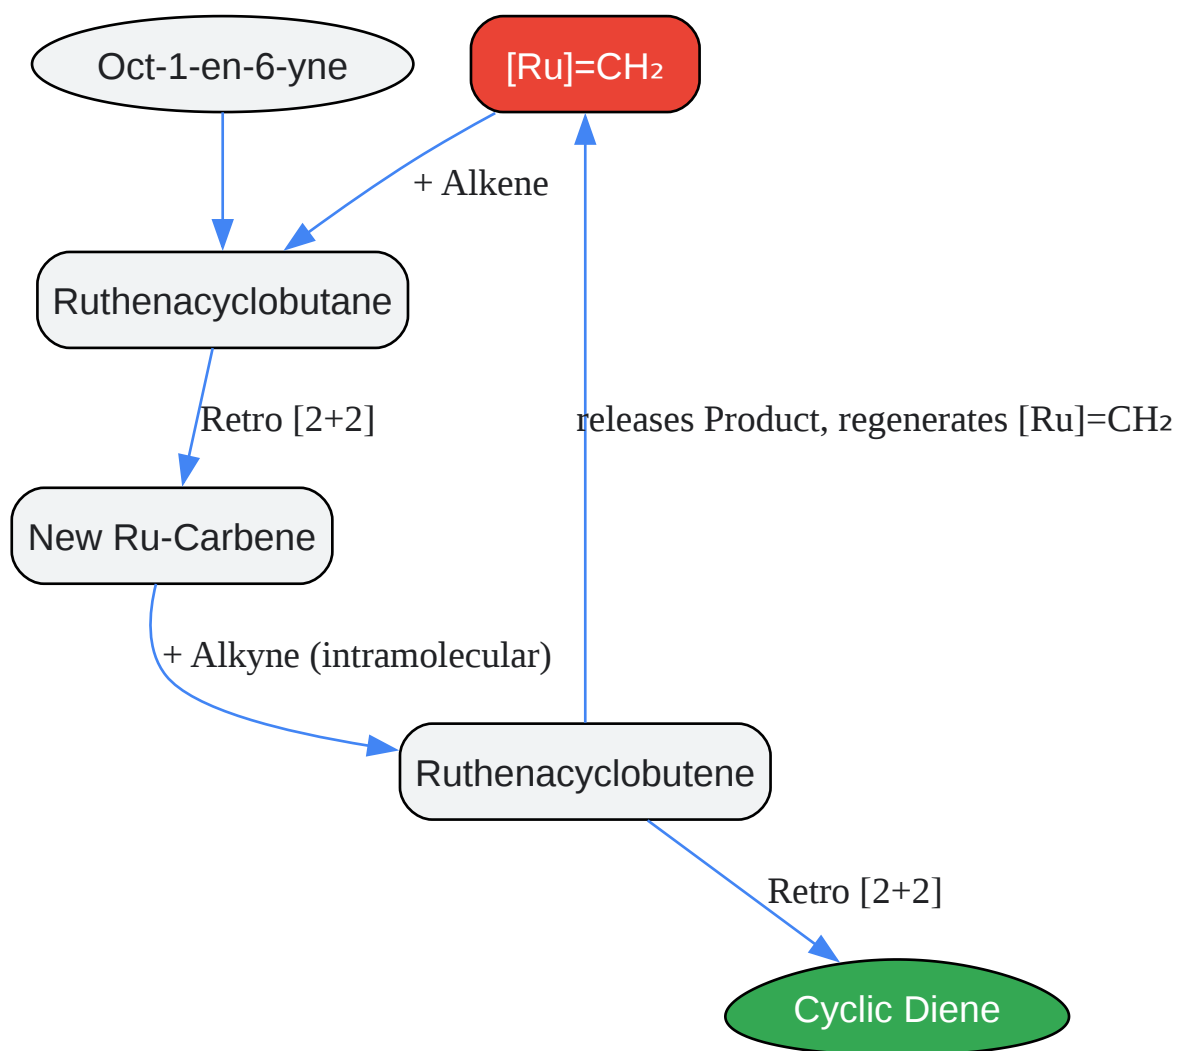 Oct-1-en-6-yne
[Ru]=CH₂
+ Alkene
Ruthenacyclobutane
Retro [2+2]
releases Product, regenerates [Ru]=CH₂
New Ru-Carbene
+ Alkyne (intramolecular)
Ruthenacyclobutene
Retro [2+2]
Cyclic Diene